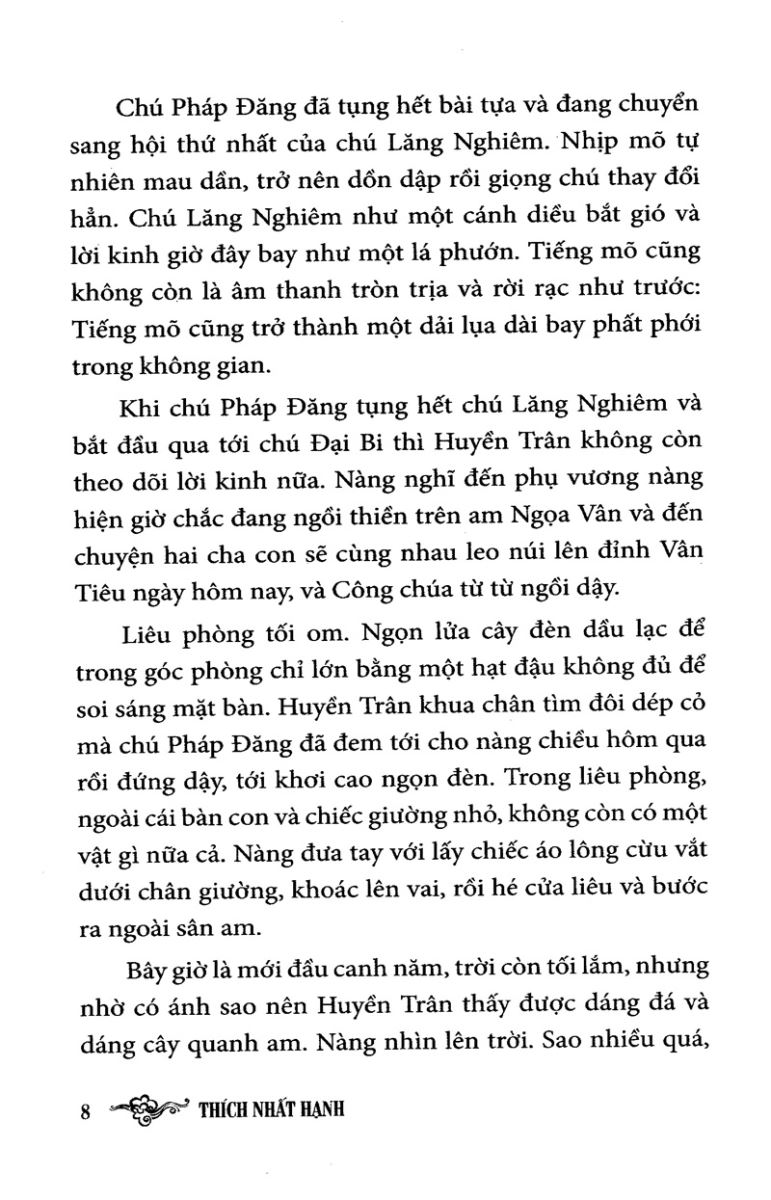 Chú Pháp Đăng đã tụng hết bài tựa và đang chuyển
sang hội thứ nhất của chú Lăng Nghiêm. Nhịp mõ tự
nhiên mau dần, trở nên dồn dập rồi giọng chú thay đổi
hẳn. Chú Lăng Nghiêm như một cánh diều bắt gió và
lời kinh giờ đây bay như một lá phướn. Tiếng mõ cũng
không còn là âm thanh tròn trịa và rời rạc như trước:
Tiếng mõ cũng trở thành một dải lụa dài bay phất phới
trong không gian.
Khi chú Pháp Đăng tụng hết chú Lăng Nghiêm và
bắt đầu qua tới chú Đại Bi thì Huyền Trân không còn
theo dõi lời kinh nữa. Nàng nghĩ đến phụ vương nàng
hiện giờ chắc đang ngồi thiền trên am Ngọa Vân và đến
chuyện hai cha con sẽ cùng nhau leo núi lên đỉnh Vân
Tiêu ngày hôm nay, và Công chúa từ từ ngồi dậy.
Liêu phòng tối om. Ngọn lửa cây đèn dầu lạc để
trong góc phòng chỉ lớn bằng một hạt đậu không đủ để
soi sáng mặt bàn. Huyền Trân khua chân tìm đôi dép cỏ
mà chú Pháp Đăng đã đem tới cho nàng chiều hôm qua
rồi đứng dậy, tới khơi cao ngọn đèn. Trong liêu phòng,
ngoài cái bàn con và chiếc giường nhỏ, không còn có một
vật gì nữa cả. Nàng đưa tay với lấy chiếc áo lông cừu vắt
dưới chân giường, khoác lên vai, rồi hé cửa liêu và bước
ra ngoài sân am.
Bây giờ là mới đầu canh năm, trời còn tối lắm, nhưng
nhờ có ánh sao nên Huyền Trân thấy được dáng đá và
dáng cây quanh am. Nàng nhìn lên trời. Sao nhiều quá,
8 THÍCH NHẤT HẠNH